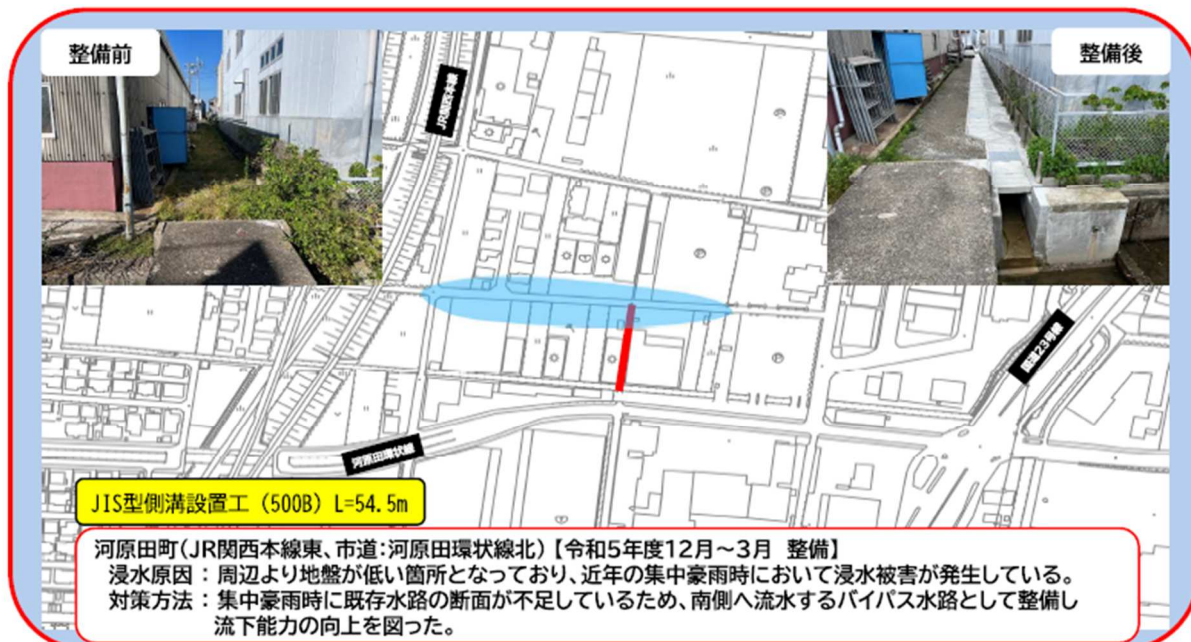 整備前
整備後
JR関西本線
国道23号線
河原田環状線
JIS型側溝設置工（500B）L=54.5m
河原田町（JR関西本線東、市道：河原田環状線北）【令和5年度12月～3月 整備】
浸水原因 ： 周辺より地盤が低い箇所となっており、近年の集中豪雨時において浸水被害が発生している。
対策方法 ： 集中豪雨時に既存水路の断面が不足しているため、南側へ流水するバイパス水路として整備し
流下能力の向上を図った。